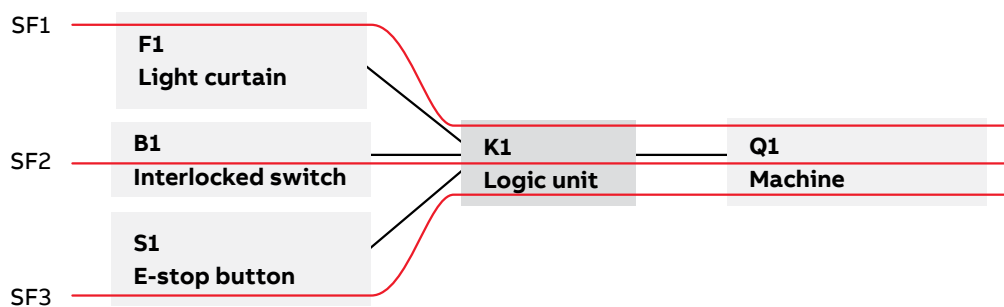 SF1
F1
Light curtain
SF2
B1
Interlocked switch
K1
Logic unit
Q1
Machine
S1
E-stop button
SF3